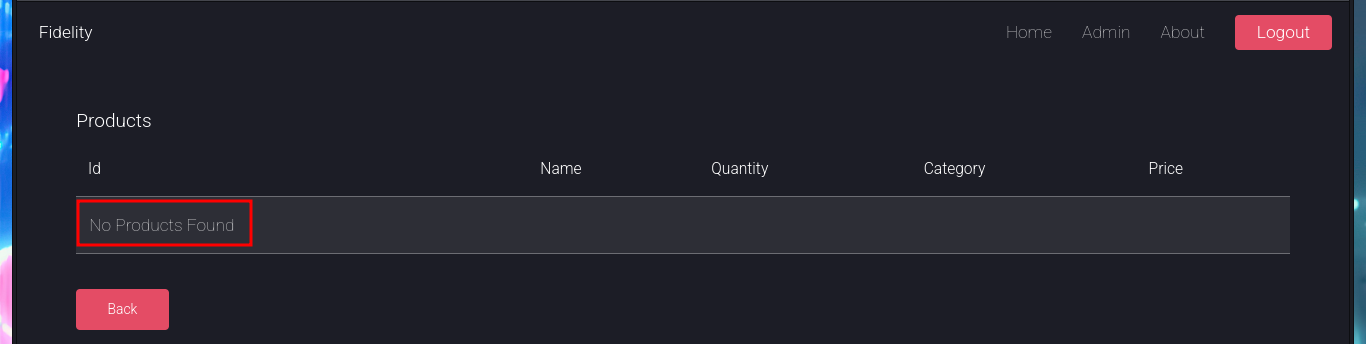 Fidelity Home Admin About Logout
Products
Id Name Quantity Category Price
No Products Found
Back